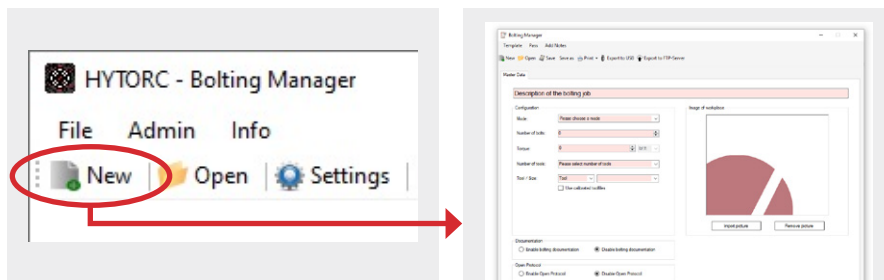 HYTORC - Bolting Manager
File Admin Info
New Open Settings
Bolting Manager
Template Pass Add Notes
New Open Save Save as Print Export to USB Export to FTP-Server
Master Data
Description of the bolting job
Configuration
Image of workplace
Mode: Please choose a mode
Number of bolts: 0
Torque: 0
Number of tools: Please select number of tools
Tool / Size: Tool
Use calibrated toolbox
Import picture Remove picture
Documentation
Enable bolting documentation Disable bolting documentation
Open Protocol
Enable Open Protocol Disable Open Protocol